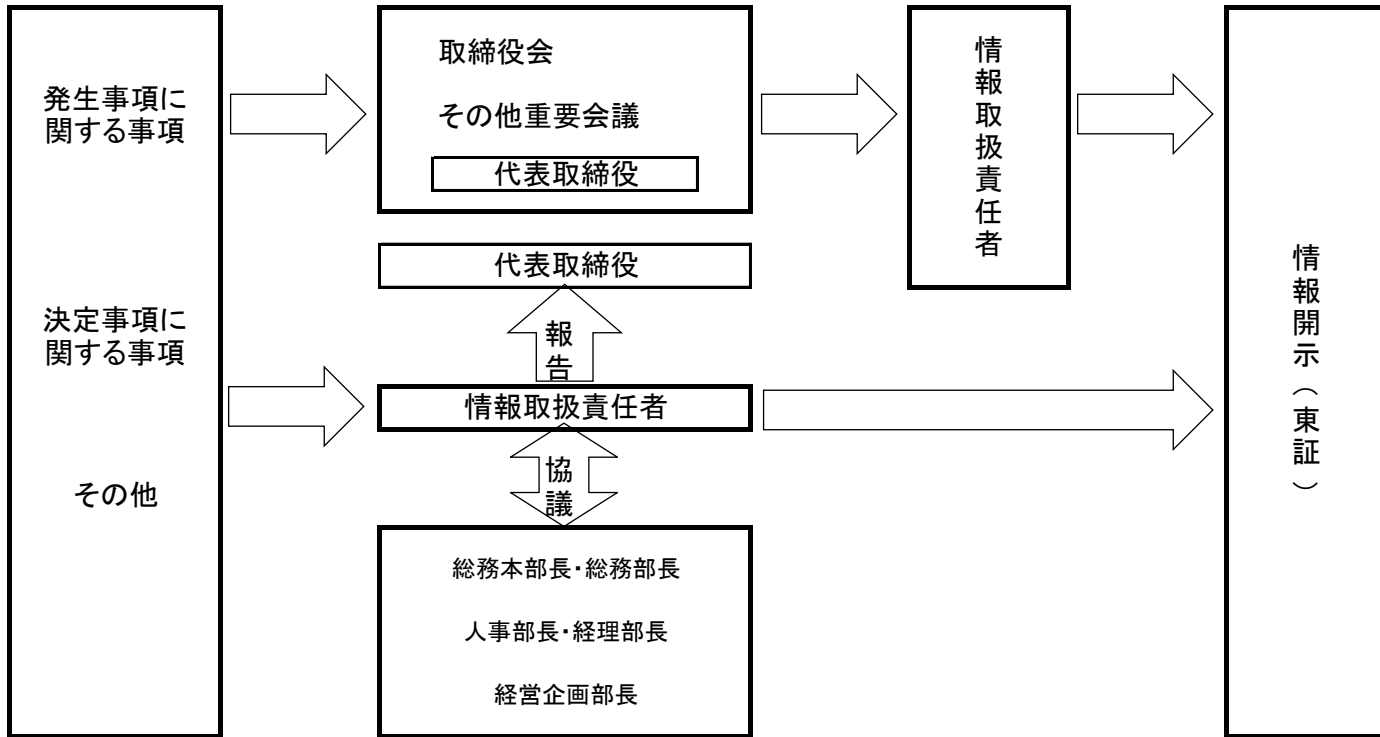 発生事項に
関する事項
決定事項に
関する事項
その他
取締役会
その他重要会議
代表取締役
代表取締役
報告
情報取扱責任者
協議
総務本部長・総務部長
人事部長・経理部長
経営企画部長
情報取扱責任者
情報開示（東証）